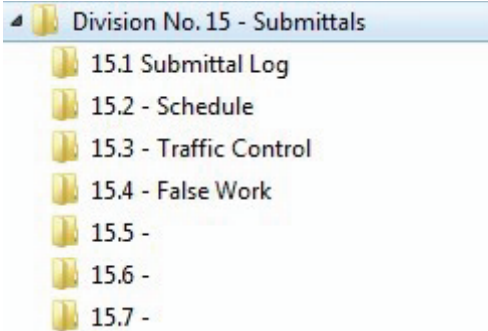 Division No. 15 - Submittals
15.1 Submittal Log
15.2 - Schedule
15.3 - Traffic Control
15.4 - False Work
15.5 -
15.6 -
15.7 -